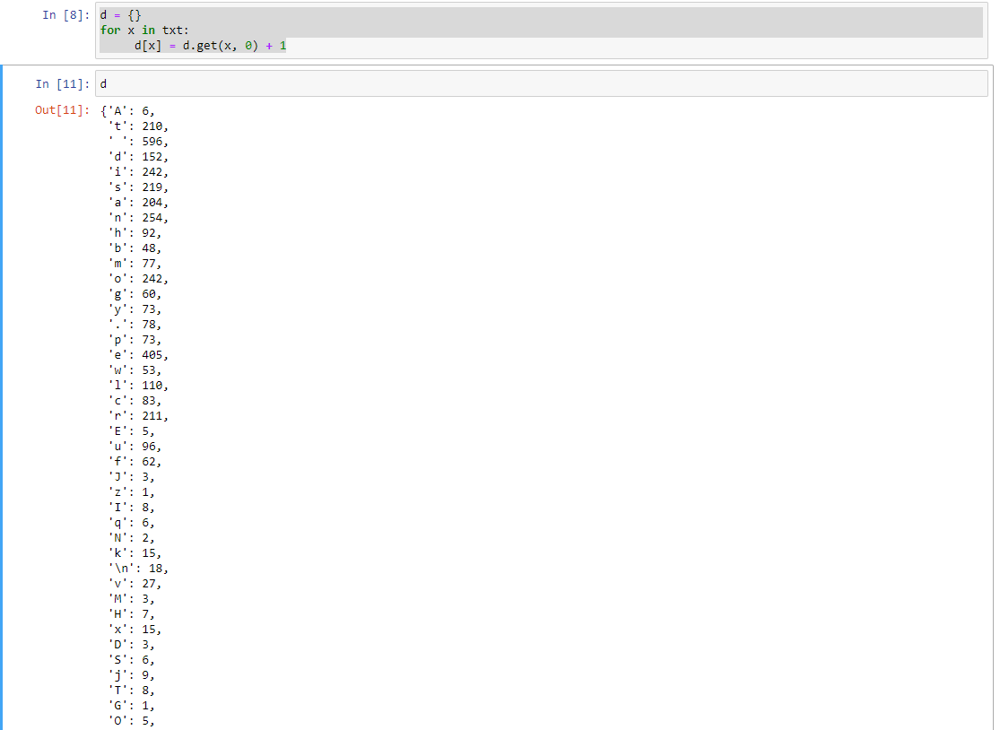 In [8]: d = {}
for x in txt:
     d[x] = d.get(x, 0) + 1
In [11]: d
Out[11]: {'A': 6,
 't': 210,
 ' ': 596,
 'd': 152,
 'i': 242,
 's': 219,
 'a': 204,
 'n': 254,
 'h': 92,
 'b': 48,
 'm': 77,
 'o': 242,
 'g': 60,
 'y': 73,
 '.': 78,
 'p': 73,
 'e': 405,
 'w': 53,
 'l': 110,
 'c': 83,
 'r': 211,
 'E': 5,
 'u': 96,
 'f': 62,
 'J': 3,
 'z': 1,
 'I': 8,
 'q': 6,
 'N': 2,
 'k': 15,
 '\n': 18,
 'v': 27,
 'M': 3,
 'H': 7,
 'x': 15,
 'D': 3,
 'S': 6,
 'j': 9,
 'T': 8,
 'G': 1,
 'O': 5,